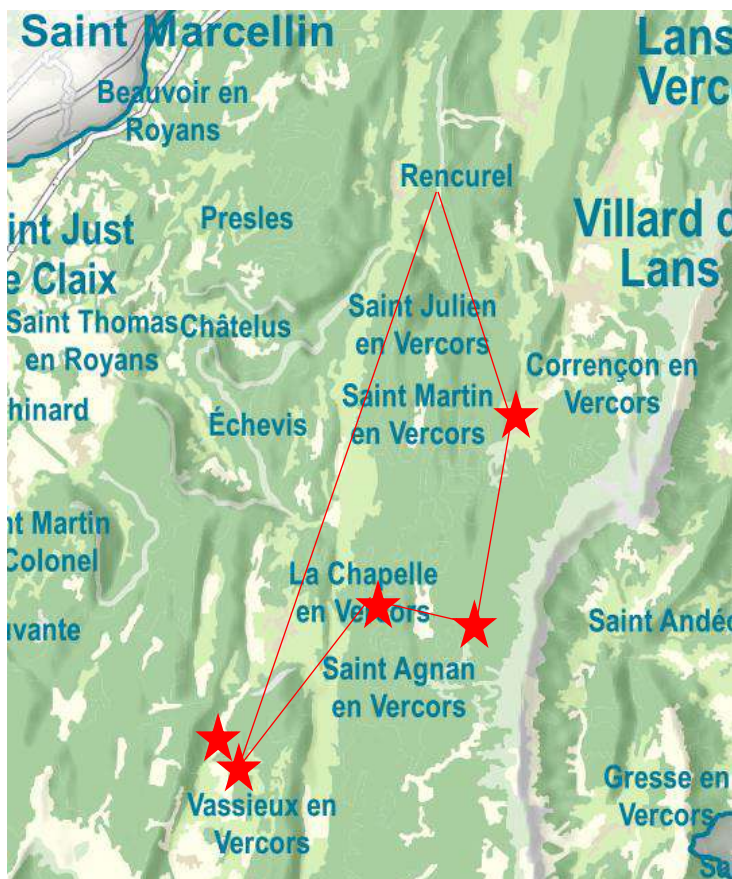 Saint Marcellin
Lans
Verc
Beauvoir en
Royans
Rencurel
Presles
Villard d
Lans
int Just
e Claix
Saint Thomas
en Royans
Châtelus
Saint Julien
en Vercors
Corrençon en
Vercors
Saint Martin
en Vercors
hinard
Échevis
nt Martin
Colonel
La Chapelle
en Vercors
uvante
Saint Andé
Saint Agnan
en Vercors
Gresse en
Vercors
Vassieux en
Vercors
Sa